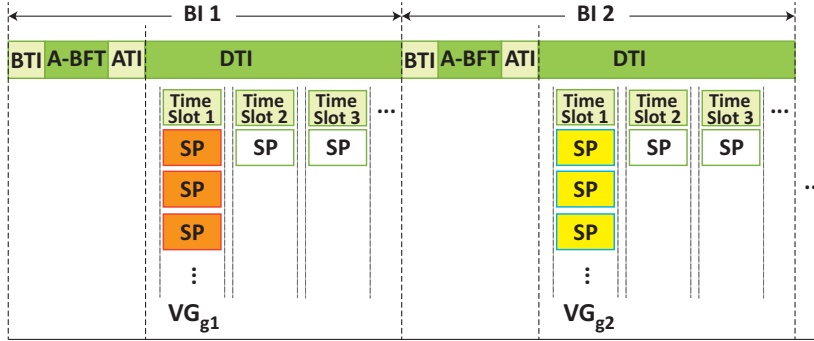 BI 1
BI 2
BTI A-BFT ATI DTI BTI A-BFT ATI DTI
Time Slot 1
Time Slot 2
Time Slot 3
...
Time Slot 1
Time Slot 2
Time Slot 3
...
SP SP SP SP SP SP
SP SP
SP SP
...
VGg1 VGg2